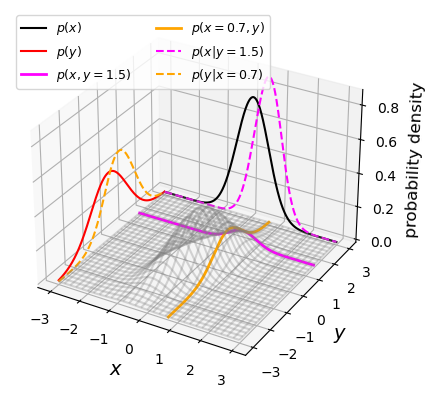 p(x) p(x = 0.7, y)
p(y) p(x|y = 1.5)
p(x, y = 1.5) p(y|x = 0.7)
probability density
0.8
0.6
0.4
0.2
0.0
−3 −2 −1 0 1 2 3
x
−3 −2 −1 0 1 2 3
y